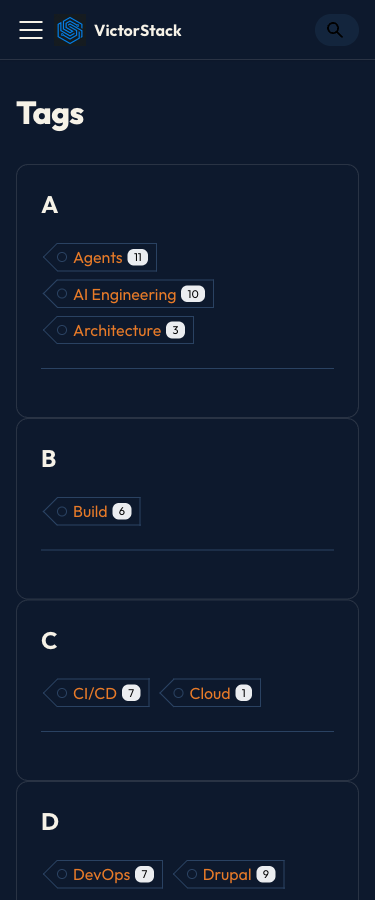 VictorStack
Tags
A
Agents 11
AI Engineering 10
Architecture 3
B
Build 6
C
CI/CD 7 Cloud 1
D
DevOps 7 Drupal 9